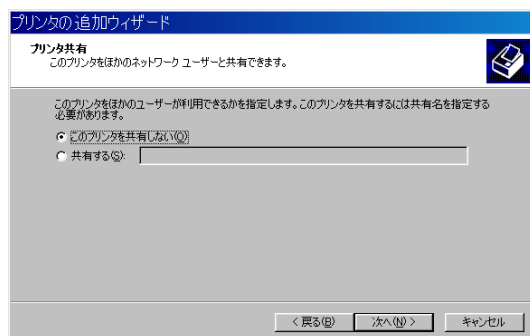 プリンタの追加ウィザード
プリンタ共有
このプリンタをほかのネットワーク ユーザーと共有できます。
このプリンタをほかのユーザーが利用できるかを指定します。このプリンタを共有するには共有名を指定する
必要があります。
このプリンタを共有しない(O)
共有する(S):
< 戻る(B) 次へ(N) > キャンセル